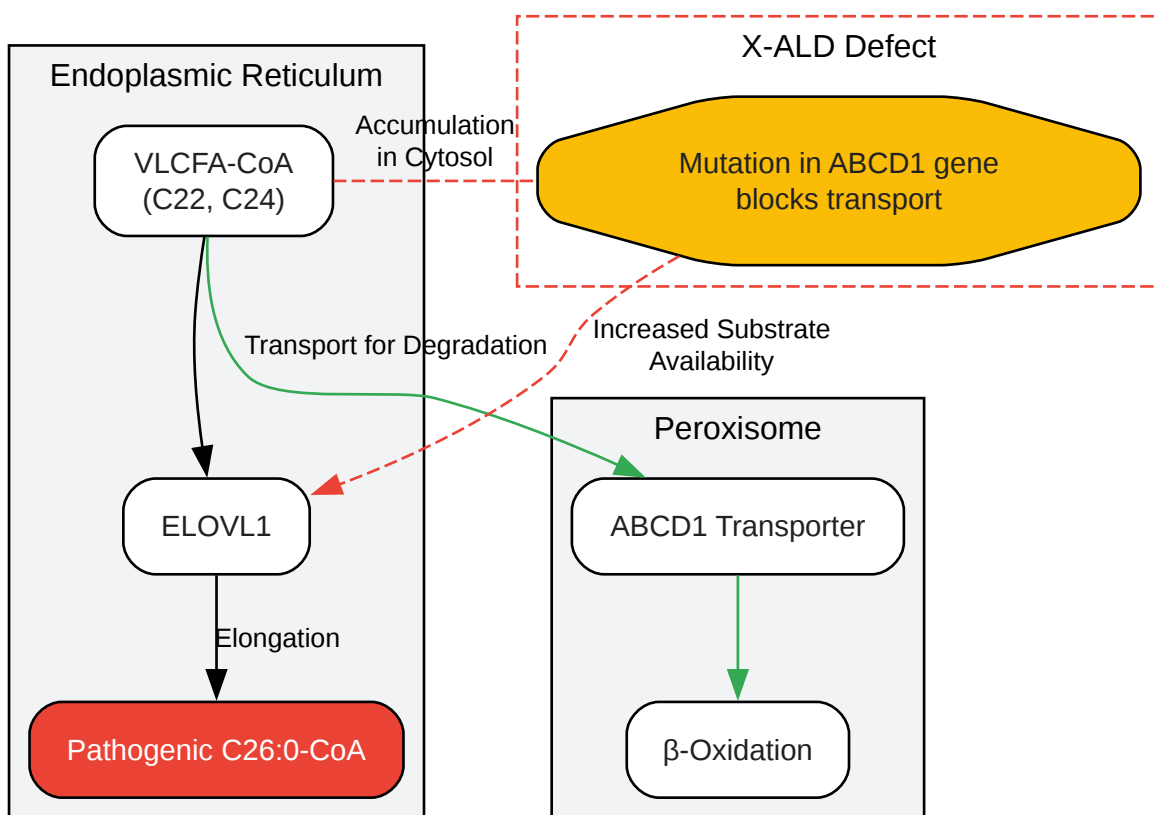 X-ALD Defect
Endoplasmic Reticulum
Accumulation
in Cytosol
VLCFA-CoA
(C22, C24)
Mutation in ABCD1 gene
blocks transport
Transport for Degradation
Increased Substrate
Availability
Peroxisome
ELOVL1
ABCD1 Transporter
Elongation
Pathogenic C26:0-CoA
β-Oxidation